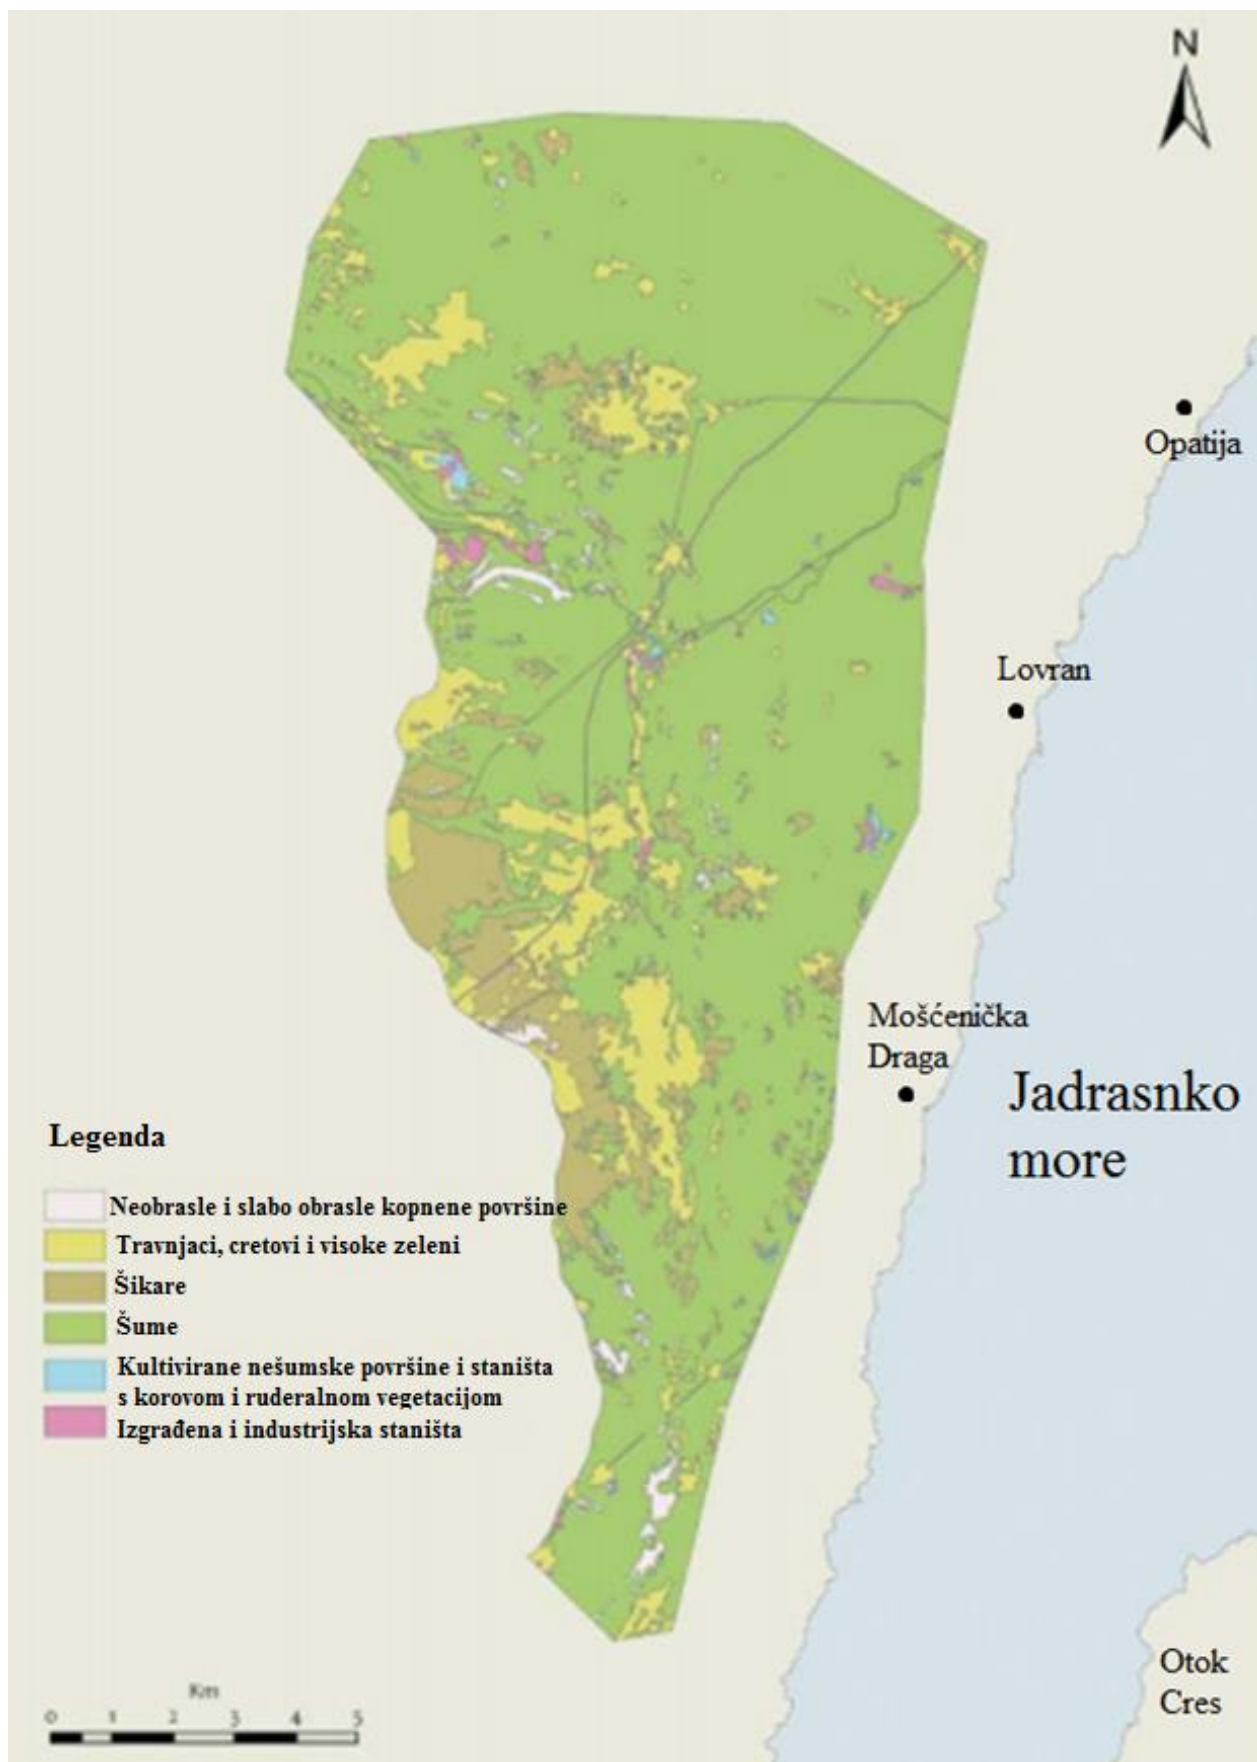 N
Opatija
Lovran
Mošćenička
Draga
Jadrasnko
more
Legenda
Neobrasle i slabo obrasle kopnene površine
Travnjaci, cretovi i visoke zeleni
Šikare
Šume
Kultivirane nešumske površine i staništa
s korovom i ruderalnom vegetacijom
Izgrađena i industrijska staništa
Otok
Cres
Km
0 1 2 3 4 5